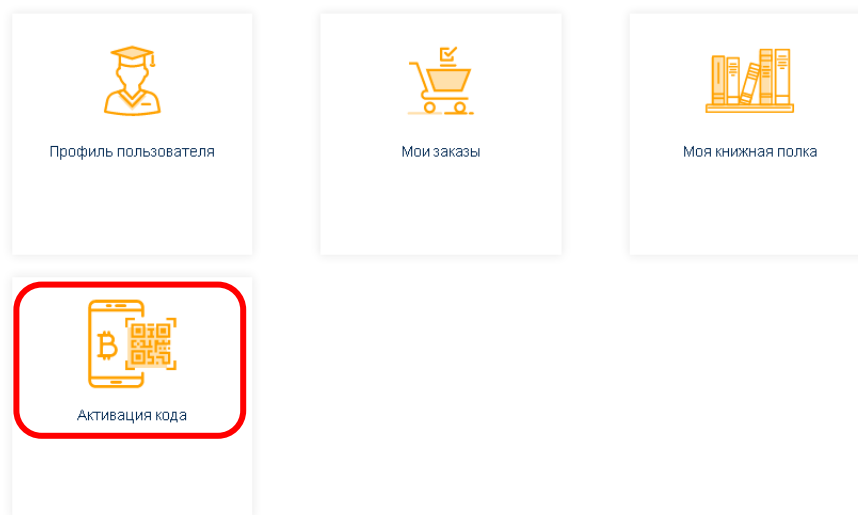 Профиль пользователя
Мои заказы
Моя книжная полка
Активация кода